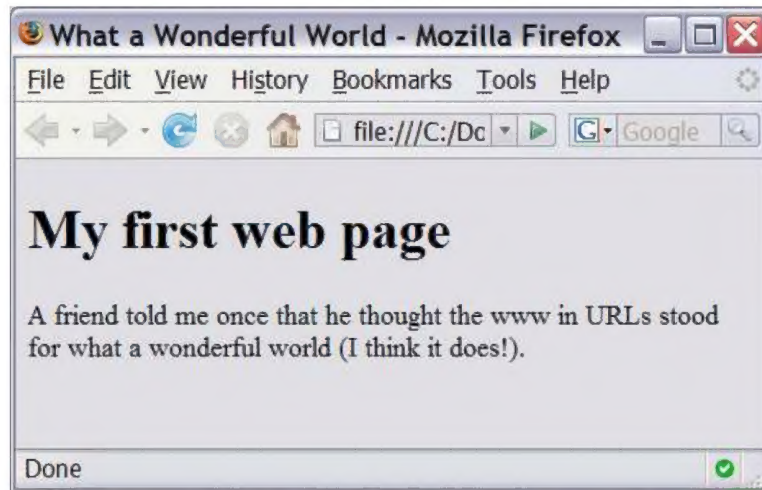 What a Wonderful World - Mozilla Firefox
File Edit View History Bookmarks Tools Help
file:///C:/Do G Google
My first web page
A friend told me once that he thought the www in URLs stood
for what a wonderful world (I think it does!).
Done